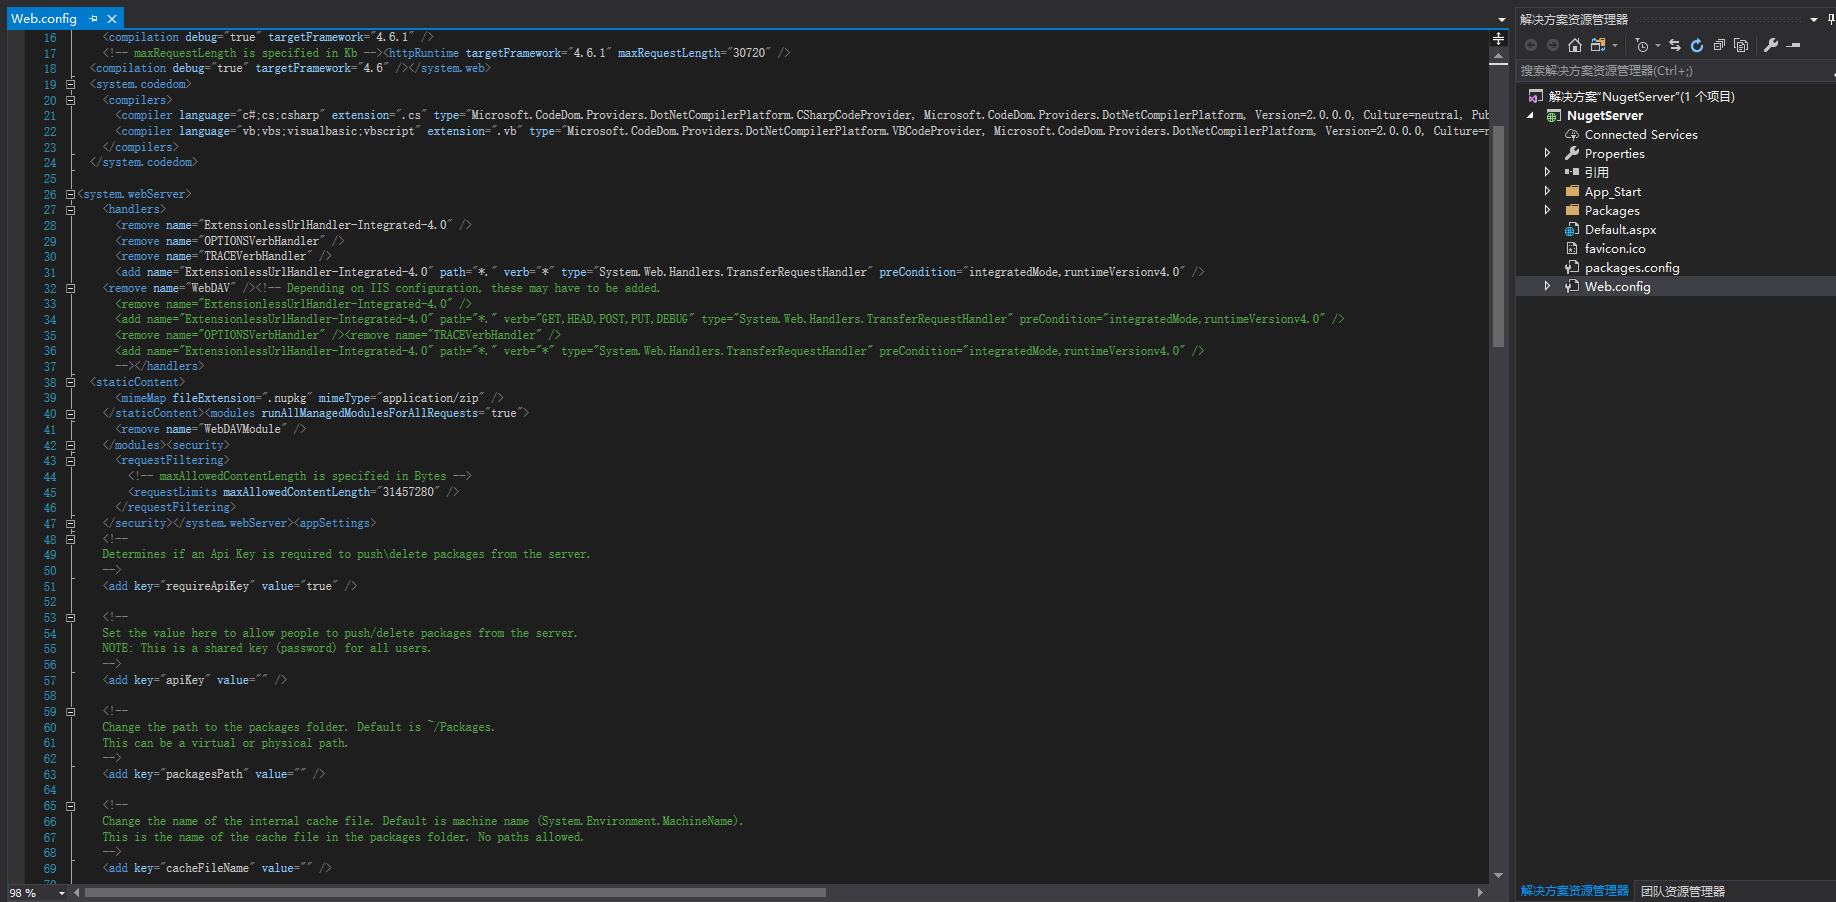 Web.config
16 <compilation debug="true" targetFramework="4.6.1" />
17 <!-- maxRequestLength is specified in Kb --><httpRuntime targetFramework="4.6.1" maxRequestLength="30720" />
18 <compilation debug="true" targetFramework="4.6" /></system.web>
19 <system.codedom>
20 <compilers>
21 <compiler language="c#;cs;csharp" extension=".cs" type="Microsoft.CodeDom.Providers.DotNetCompilerPlatform.CSharpCodeProvider, Microsoft.CodeDom.Providers.DotNetCompilerPlatform, Version=2.0.0.0, Culture=neutral, Pub
22 <compiler language="vb;vbs;visualbasic;vbscript" extension=".vb" type="Microsoft.CodeDom.Providers.DotNetCompilerPlatform.VBCodeProvider, Microsoft.CodeDom.Providers.DotNetCompilerPlatform, Version=2.0.0.0, Culture=n
23 </compilers>
24 </system.codedom>
25
26 <system.webServer>
27 <handlers>
28 <remove name="ExtensionlessUrlHandler-Integrated-4.0" />
29 <remove name="OPTIONSVerbHandler" />
30 <remove name="TRACEVerbHandler" />
31 <add name="ExtensionlessUrlHandler-Integrated-4.0" path="*." verb="*" type="System.Web.Handlers.TransferRequestHandler" preCondition="integratedMode,runtimeVersionv4.0" />
32 <remove name="WebDAV" /><!-- Depending on IIS configuration, these may have to be added.
33 <remove name="ExtensionlessUrlHandler-Integrated-4.0" />
34 <add name="ExtensionlessUrlHandler-Integrated-4.0" path="*." verb="GET,HEAD,POST,PUT,DEBUG" type="System.Web.Handlers.TransferRequestHandler" preCondition="integratedMode,runtimeVersionv4.0" />
35 <remove name="OPTIONSVerbHandler" /><remove name="TRACEVerbHandler" />
36 <add name="ExtensionlessUrlHandler-Integrated-4.0" path="*." verb="*" type="System.Web.Handlers.TransferRequestHandler" preCondition="integratedMode,runtimeVersionv4.0" />
37 --></handlers>
38 <staticContent>
39 <mimeMap fileExtension=".nupkg" mimeType="application/zip" />
40 </staticContent><modules runAllManagedModulesForAllRequests="true">
41 <remove name="WebDAVModule" />
42 </modules><security>
43 <requestFiltering>
44 <!-- maxAllowedContentLength is specified in Bytes -->
45 <requestLimits maxAllowedContentLength="31457280" />
46 </requestFiltering>
47 </security></system.webServer><appSettings>
48 <!--
49 Determines if an Api Key is required to push\delete packages from the server.
50 -->
51 <add key="requireApiKey" value="true" />
52
53 <!--
54 Set the value here to allow people to push/delete packages from the server.
55 NOTE: This is a shared key (password) for all users.
56 -->
57 <add key="apiKey" value="" />
58
59 <!--
60 Change the path to the packages folder. Default is ~/Packages.
61 This can be a virtual or physical path.
62 -->
63 <add key="packagesPath" value="" />
64
65 <!--
66 Change the name of the internal cache file. Default is machine name (System.Environment.MachineName).
67 This is the name of the cache file in the packages folder. No paths allowed.
68 -->
69 <add key="cacheFileName" value="" />
98 %
解决方案资源管理器
搜索解决方案资源管理器(Ctrl+;)
解决方案"NugetServer"(1 个项目)
NugetServer
Connected Services
Properties
引用
App_Start
Packages
Default.aspx
favicon.ico
packages.config
Web.config
解决方案资源管理器 团队资源管理器